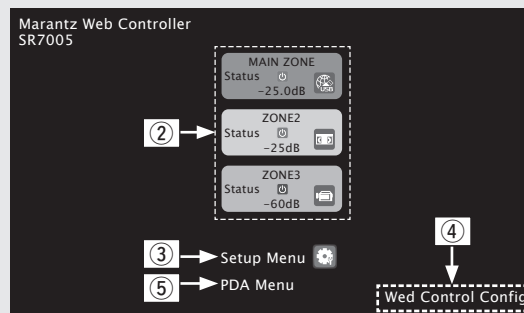 Marantz Web Controller
SR7005
MAIN ZONE
Status
USB
-25.0dB
② ZONE2
Status
-25dB
ZONE3
Status
-60dB
③ Setup Menu
④
⑤ PDA Menu
Wed Control Config